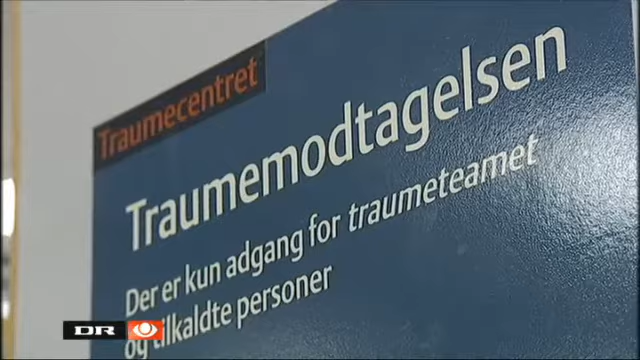 Traumecentret
Traumemodtagelsen
Der er kun adgang for traumeteamet
og tilkaldte personer
DR